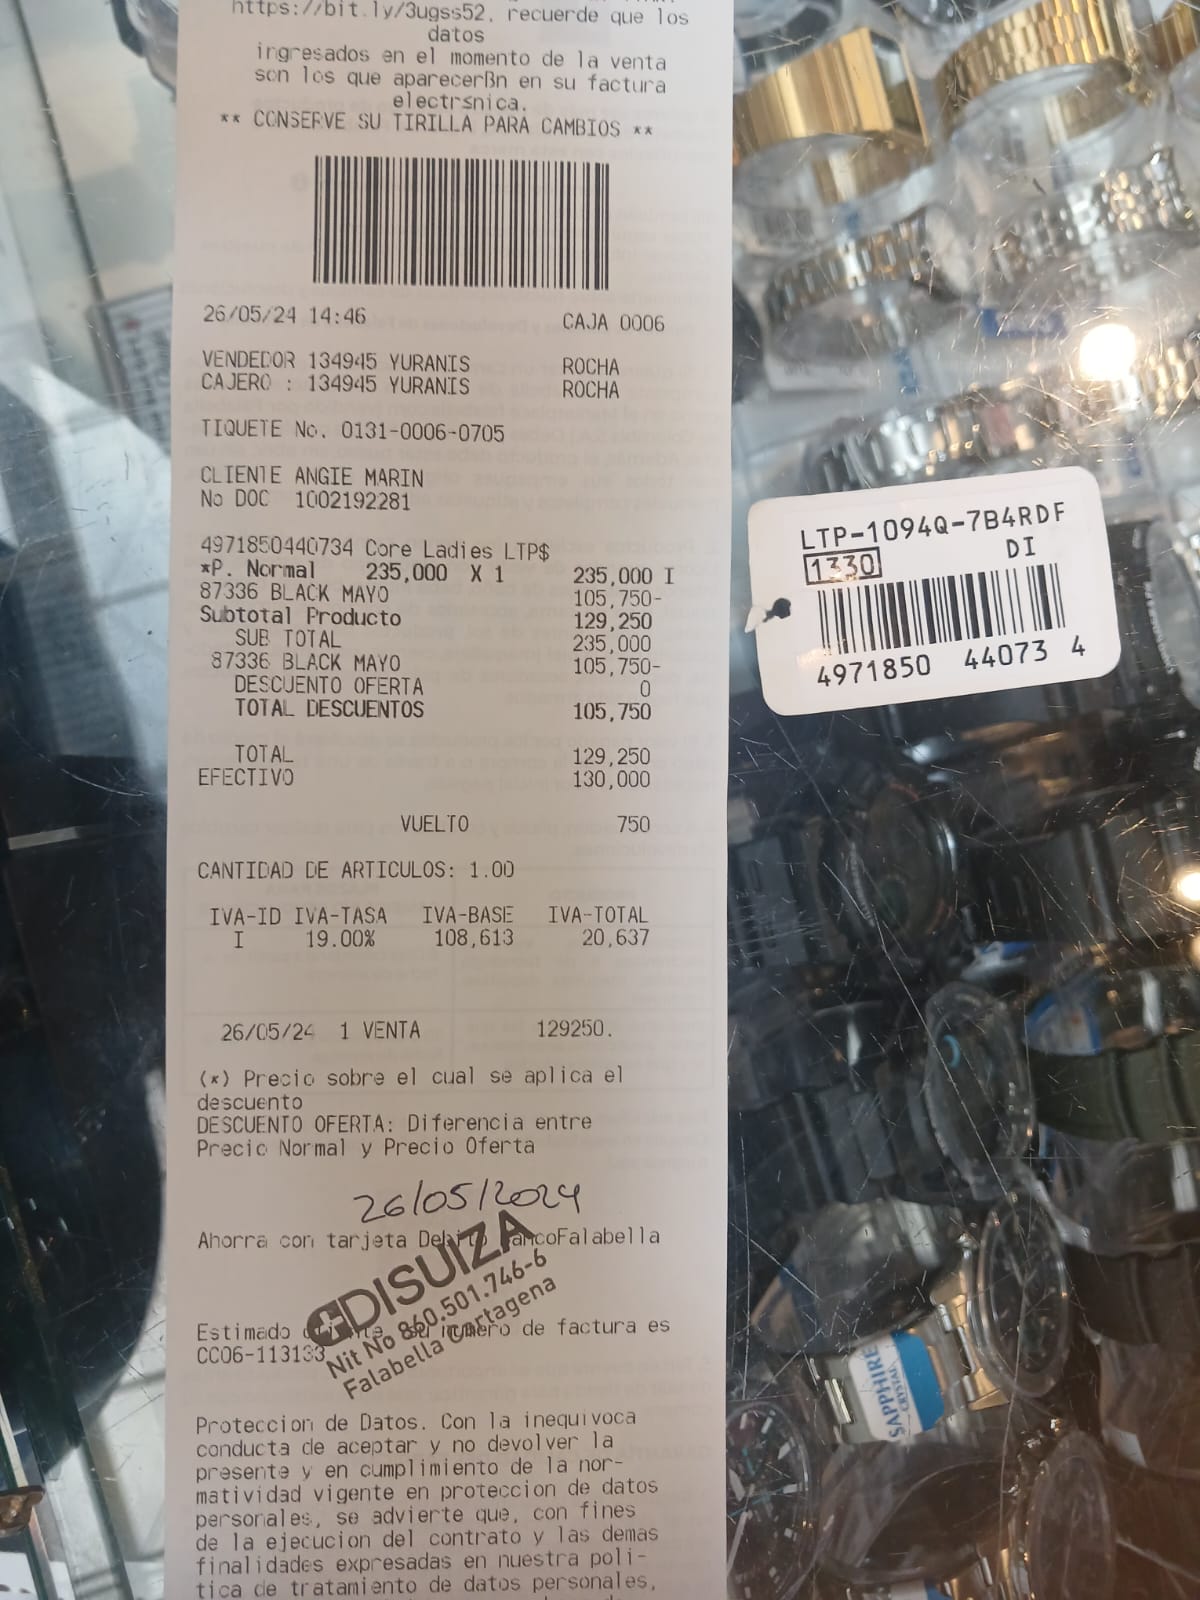 https://bit.ly/3ugss52, recuerde que los
datos
ingresados en el momento de la venta
son los que aparecerßn en su factura
electrsnica.
** CONSERVE SU TIRILLA PARA CAMBIOS **
26/05/24 14:46 CAJA 0006
VENDEDOR 134945 YURANIS ROCHA
CAJERO : 134945 YURANIS ROCHA
TIQUETE No. 0131-0006-0705
CLIENTE ANGIE MARIN
No DOC 1002192281
4971850440734 Core Ladies LTP$
*P. Normal 235,000 X 1 235,000 I
87336 BLACK MAYO 105,750-
Subtotal Producto 129,250
SUB TOTAL 235,000
87336 BLACK MAYO 105,750-
DESCUENTO OFERTA 0
TOTAL DESCUENTOS 105,750
TOTAL 129,250
EFECTIVO 130,000
VUELTO 750
CANTIDAD DE ARTICULOS: 1.00
IVA-ID IVA-TASA IVA-BASE IVA-TOTAL
I 19.00% 108,613 20,637
26/05/24 1 VENTA 129250.
(*) Precio sobre el cual se aplica el
descuento
DESCUENTO OFERTA: Diferencia entre
Precio Normal y Precio Oferta
26/05/2024
Ahorra con tarjeta Debito BancoFalabella
DISUIZA
Nit No 860.501.746-6
Falabella Cartagena
Estimado cliente, su numero de factura es
CC06-113133
Proteccion de Datos. Con la inequivoca
conducta de aceptar y no devolver la
presente y en cumplimiento de la nor-
matividad vigente en proteccion de datos
personales, se advierte que, con fines
de la ejecucion del contrato y las demas
finalidades expresadas en nuestra poli-
tica de tratamiento de datos personales,
LTP-1094Q-7B4RDF
1330 DI
4971850 44073 4
SAPPHIRE
CRYSTAL